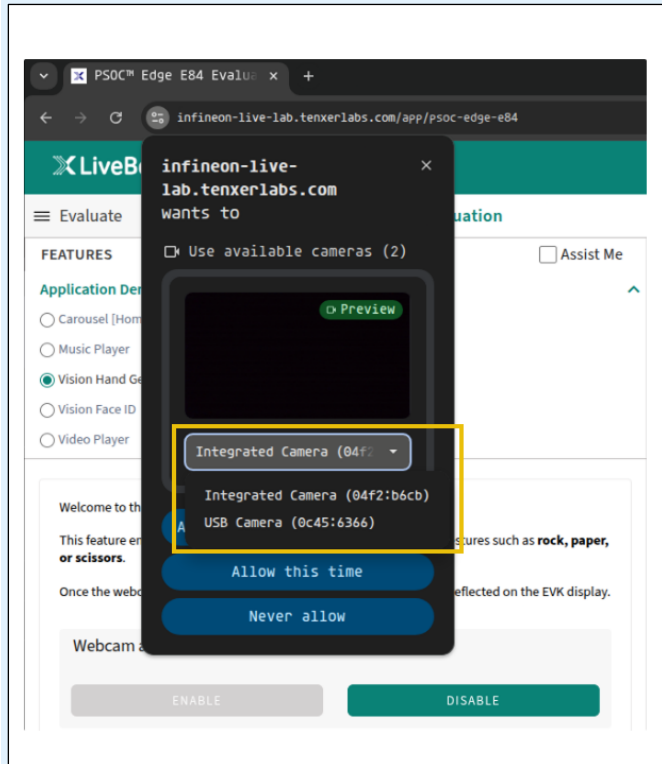 PSOC™ Edge E84 Evalua
infineon-live-lab.tenxerlabs.com/app/psoc-edge-e84
LiveB
infineon-live-
lab.tenxerlabs.com
wants to
Evaluate
uation
Use available cameras (2)
FEATURES
Assist Me
Application Der
Preview
Carousel [Hom
Music Player
Vision Hand Ge
Vision Face ID
Video Player
Integrated Camera (04f2
Integrated Camera (04f2:b6cb)
USB Camera (0c45:6366)
Welcome to th
A
This feature en
stures such as rock, paper,
or scissors.
Allow this time
Once the webc
eflected on the EVK display.
Never allow
Webcam a
ENABLE
DISABLE